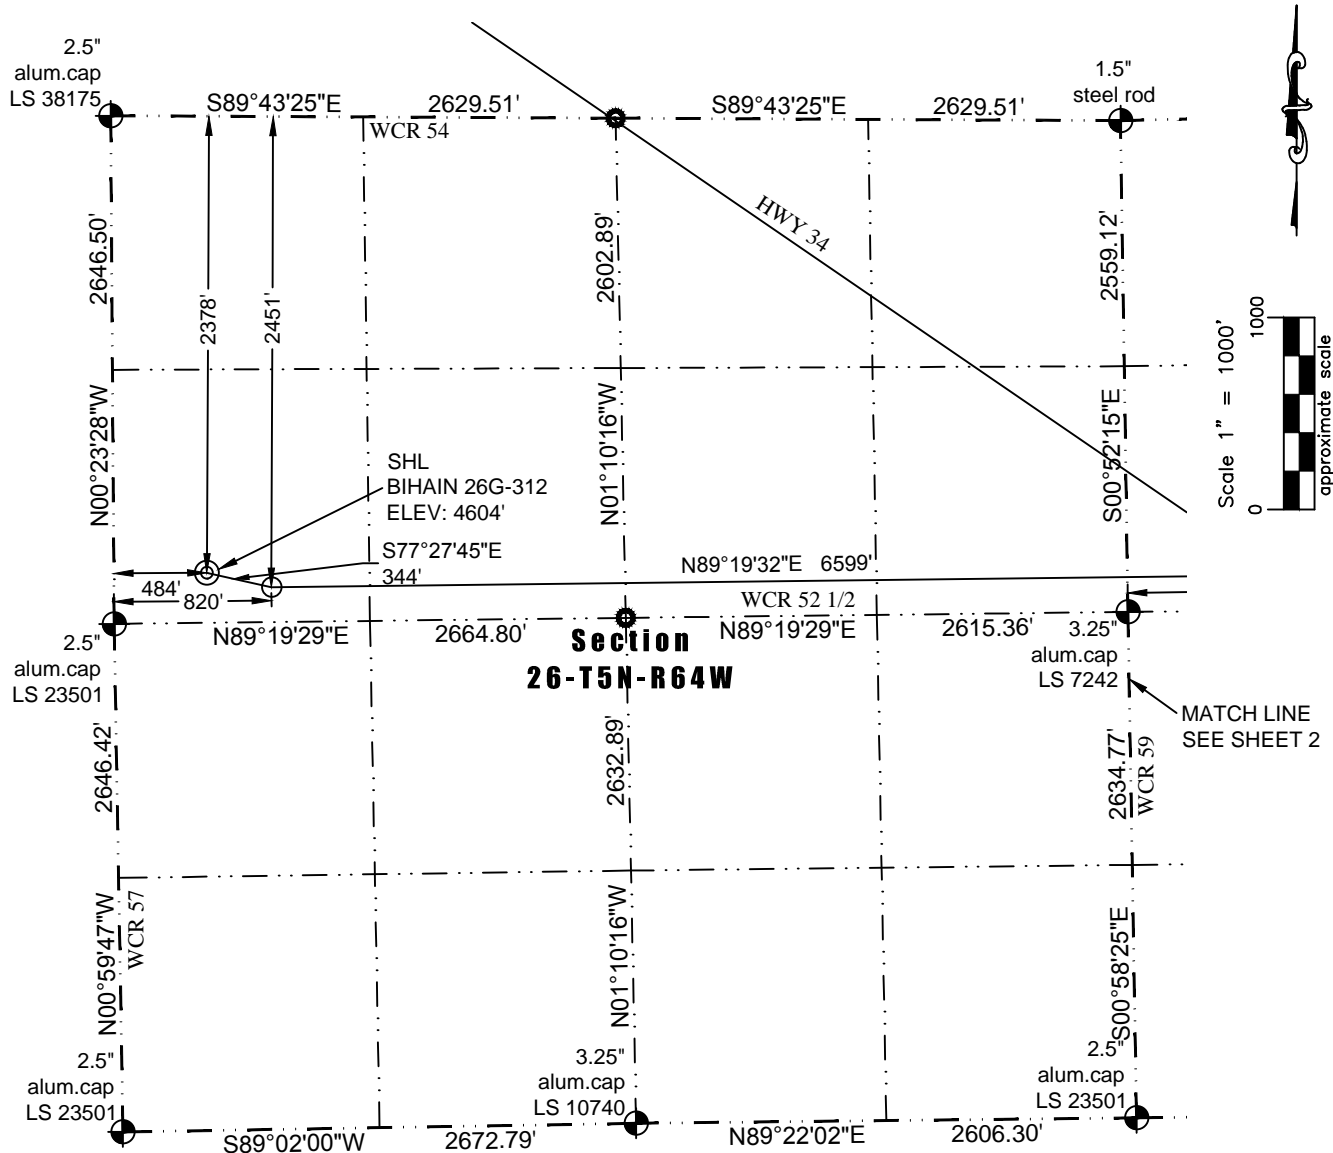 2.5"
alum.cap
LS 38175
S89°43'25"E
2629.51'
S89°43'25"E
2629.51'
1.5"
steel rod
WCR 54
HWY 34
2646.50'
2378'
2451'
2602.89'
2559.12'
N00°23'28"W
N01°10'16"W
S00°52'15"E
Scale 1" = 1000'
0
1000
approximate scale
SHL
BIHAIN 26G-312
ELEV: 4604'
S77°27'45"E
344'
484'
820'
N89°19'32"E 6599'
WCR 52 1/2
N89°19'29"E
2664.80'
N89°19'29"E
2615.36'
2.5"
alum.cap
LS 23501
Section
26-T5N-R64W
3.25"
alum.cap
LS 7242
MATCH LINE
SEE SHEET 2
2646.42'
2632.89'
2634.77'
WCR 59
N00°59'47"W
WCR 57
N01°10'16"W
S00°58'25"E
2.5"
alum.cap
LS 23501
3.25"
alum.cap
LS 10740
2.5"
alum.cap
LS 23501
S89°02'00"W
2672.79'
N89°22'02"E
2606.30'